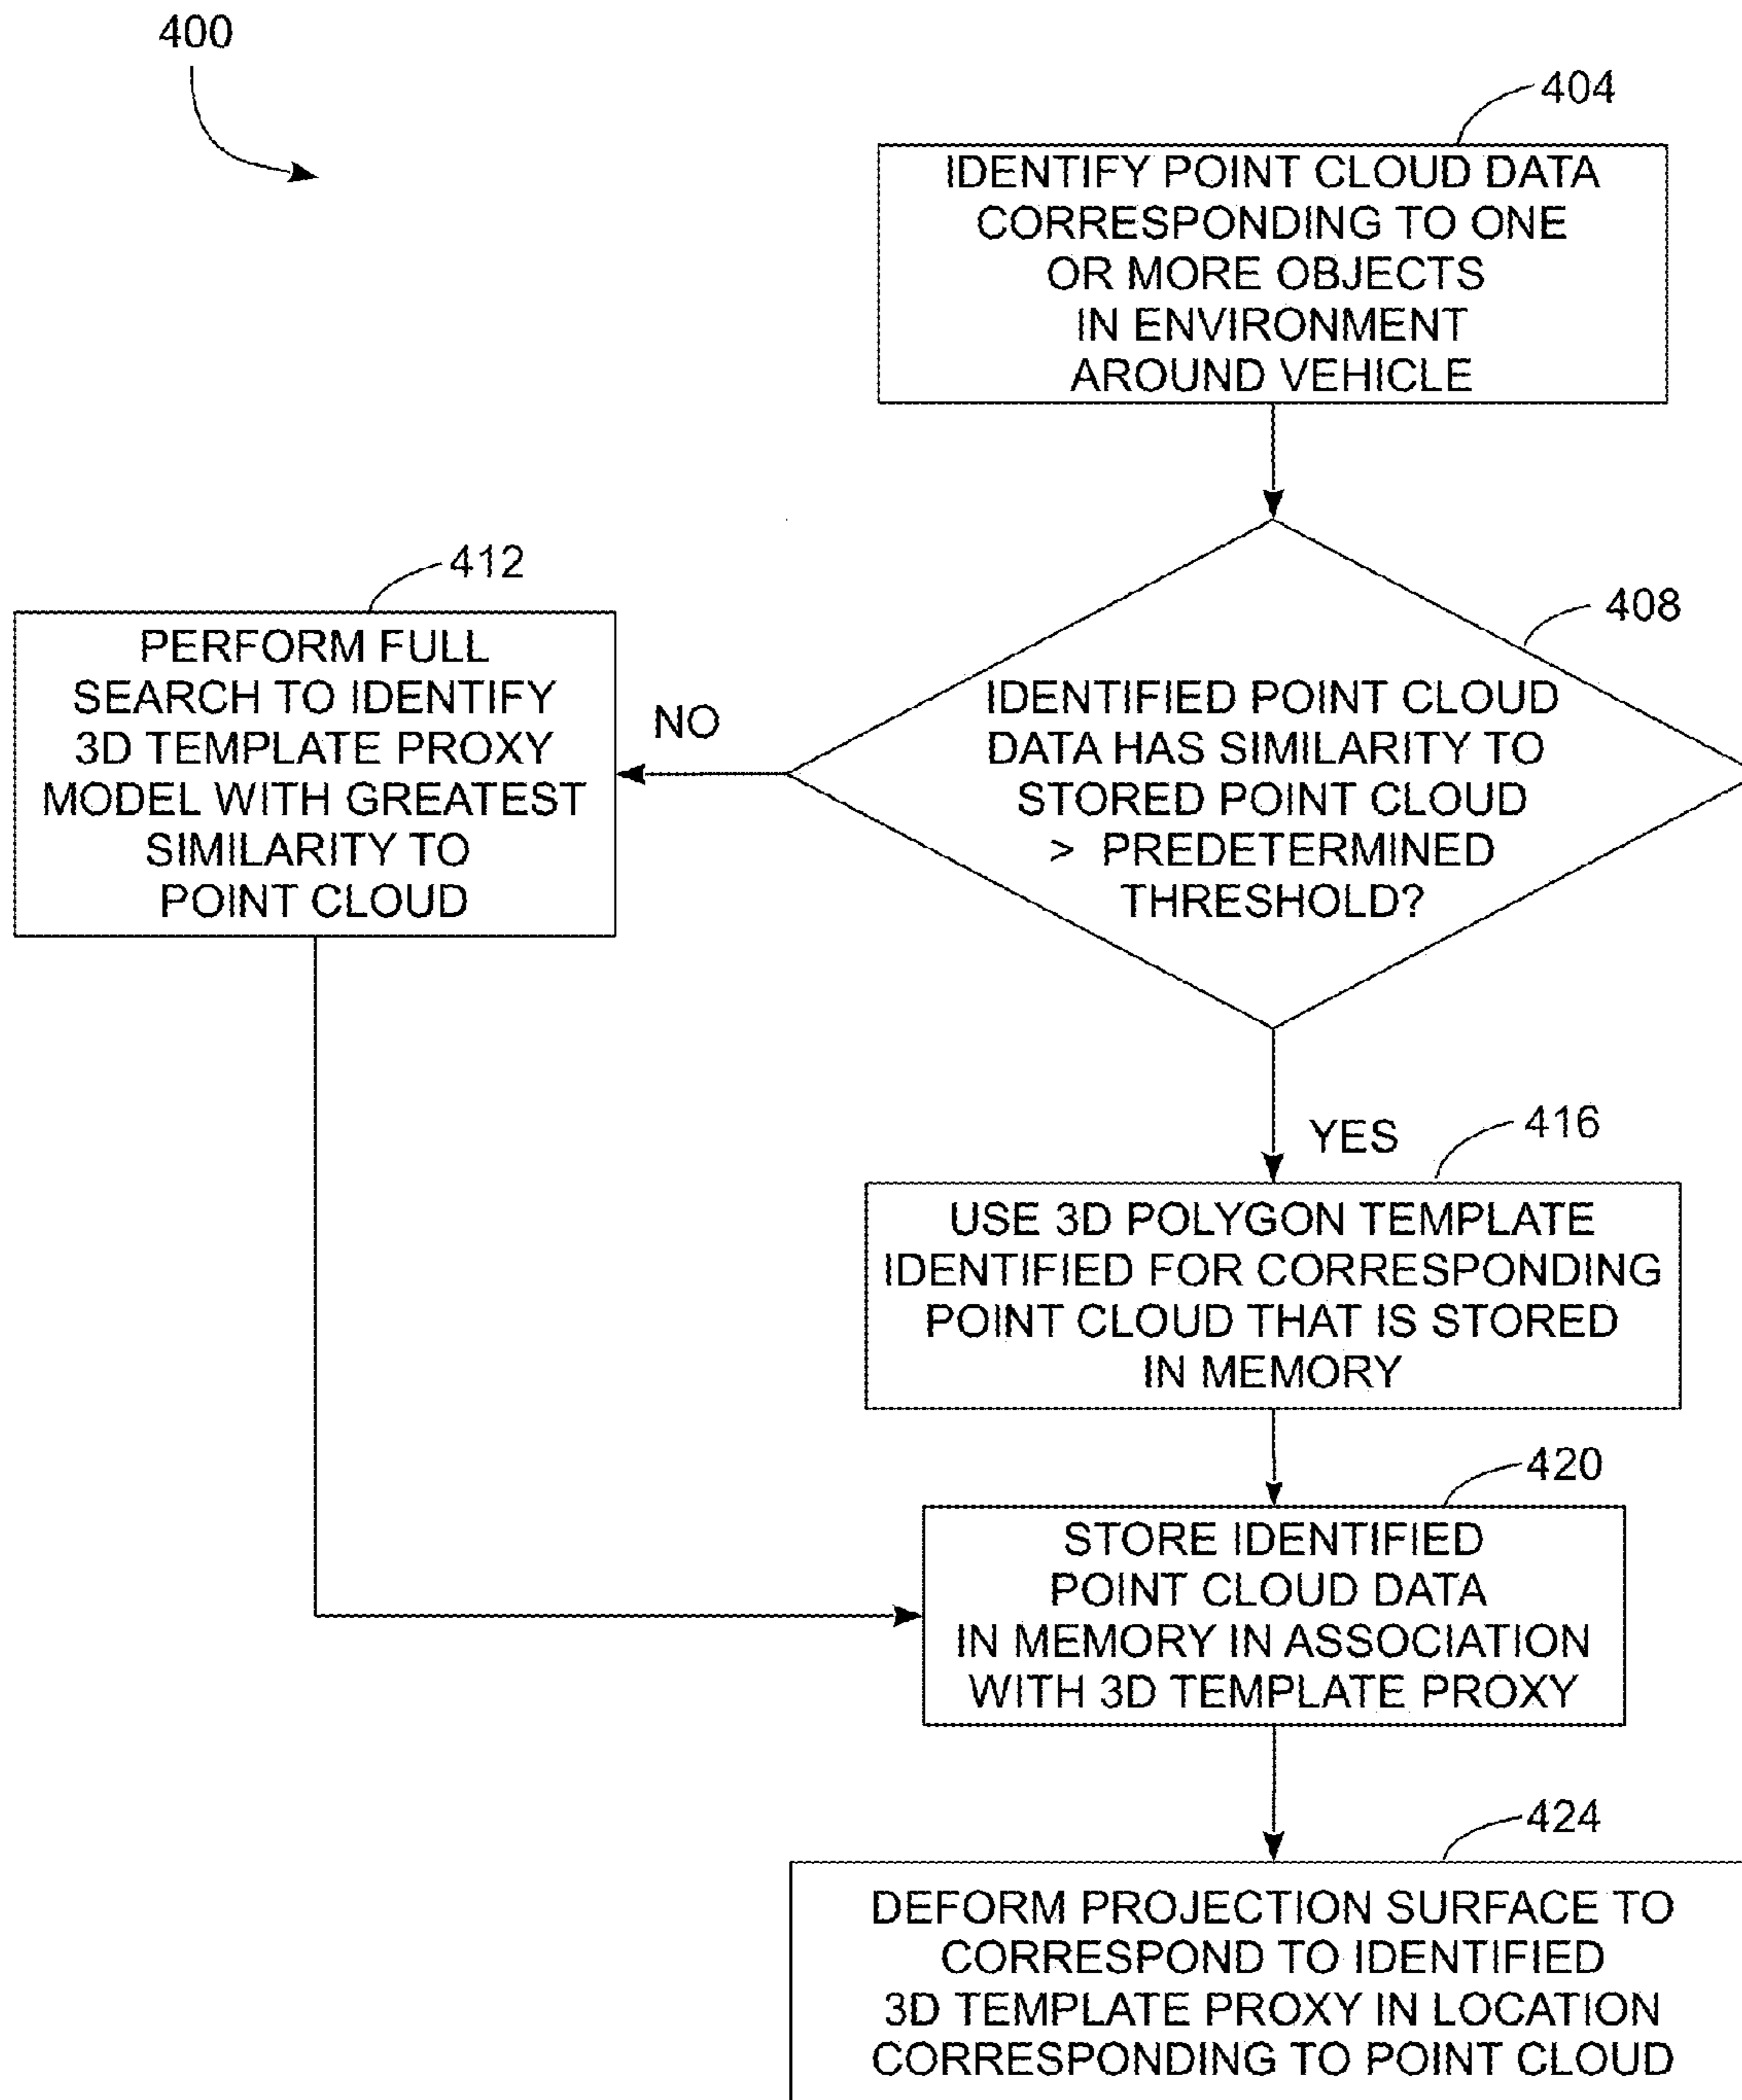 400
404
IDENTIFY POINT CLOUD DATA
CORRESPONDING TO ONE
OR MORE OBJECTS
IN ENVIRONMENT
AROUND VEHICLE
408
IDENTIFIED POINT CLOUD
DATA HAS SIMILARITY TO
STORED POINT CLOUD
> PREDETERMINED
THRESHOLD?
NO
412
PERFORM FULL
SEARCH TO IDENTIFY
3D TEMPLATE PROXY
MODEL WITH GREATEST
SIMILARITY TO
POINT CLOUD
YES
416
USE 3D POLYGON TEMPLATE
IDENTIFIED FOR CORRESPONDING
POINT CLOUD THAT IS STORED
IN MEMORY
420
STORE IDENTIFIED
POINT CLOUD DATA
IN MEMORY IN ASSOCIATION
WITH 3D TEMPLATE PROXY
424
DEFORM PROJECTION SURFACE TO
CORRESPOND TO IDENTIFIED
3D TEMPLATE PROXY IN LOCATION
CORRESPONDING TO POINT CLOUD